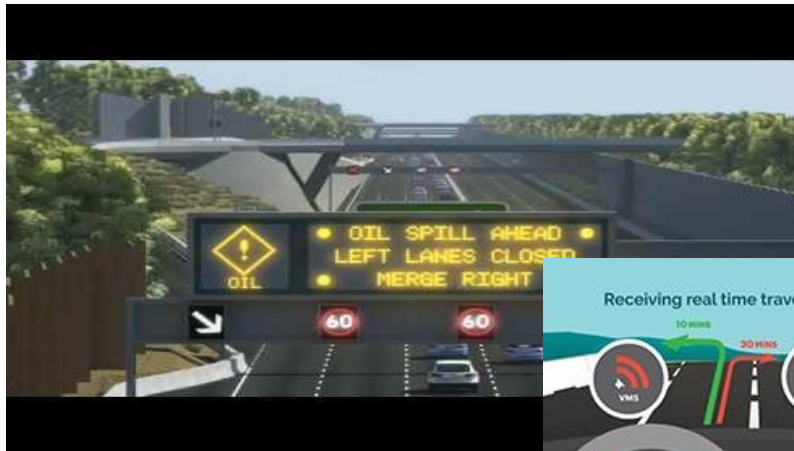 OIL SPILL AHEAD
LEFT LANES CLOSED
MERGE RIGHT
OIL
60
60
Receiving real time trave
10 MINS
30 MINS
VMS